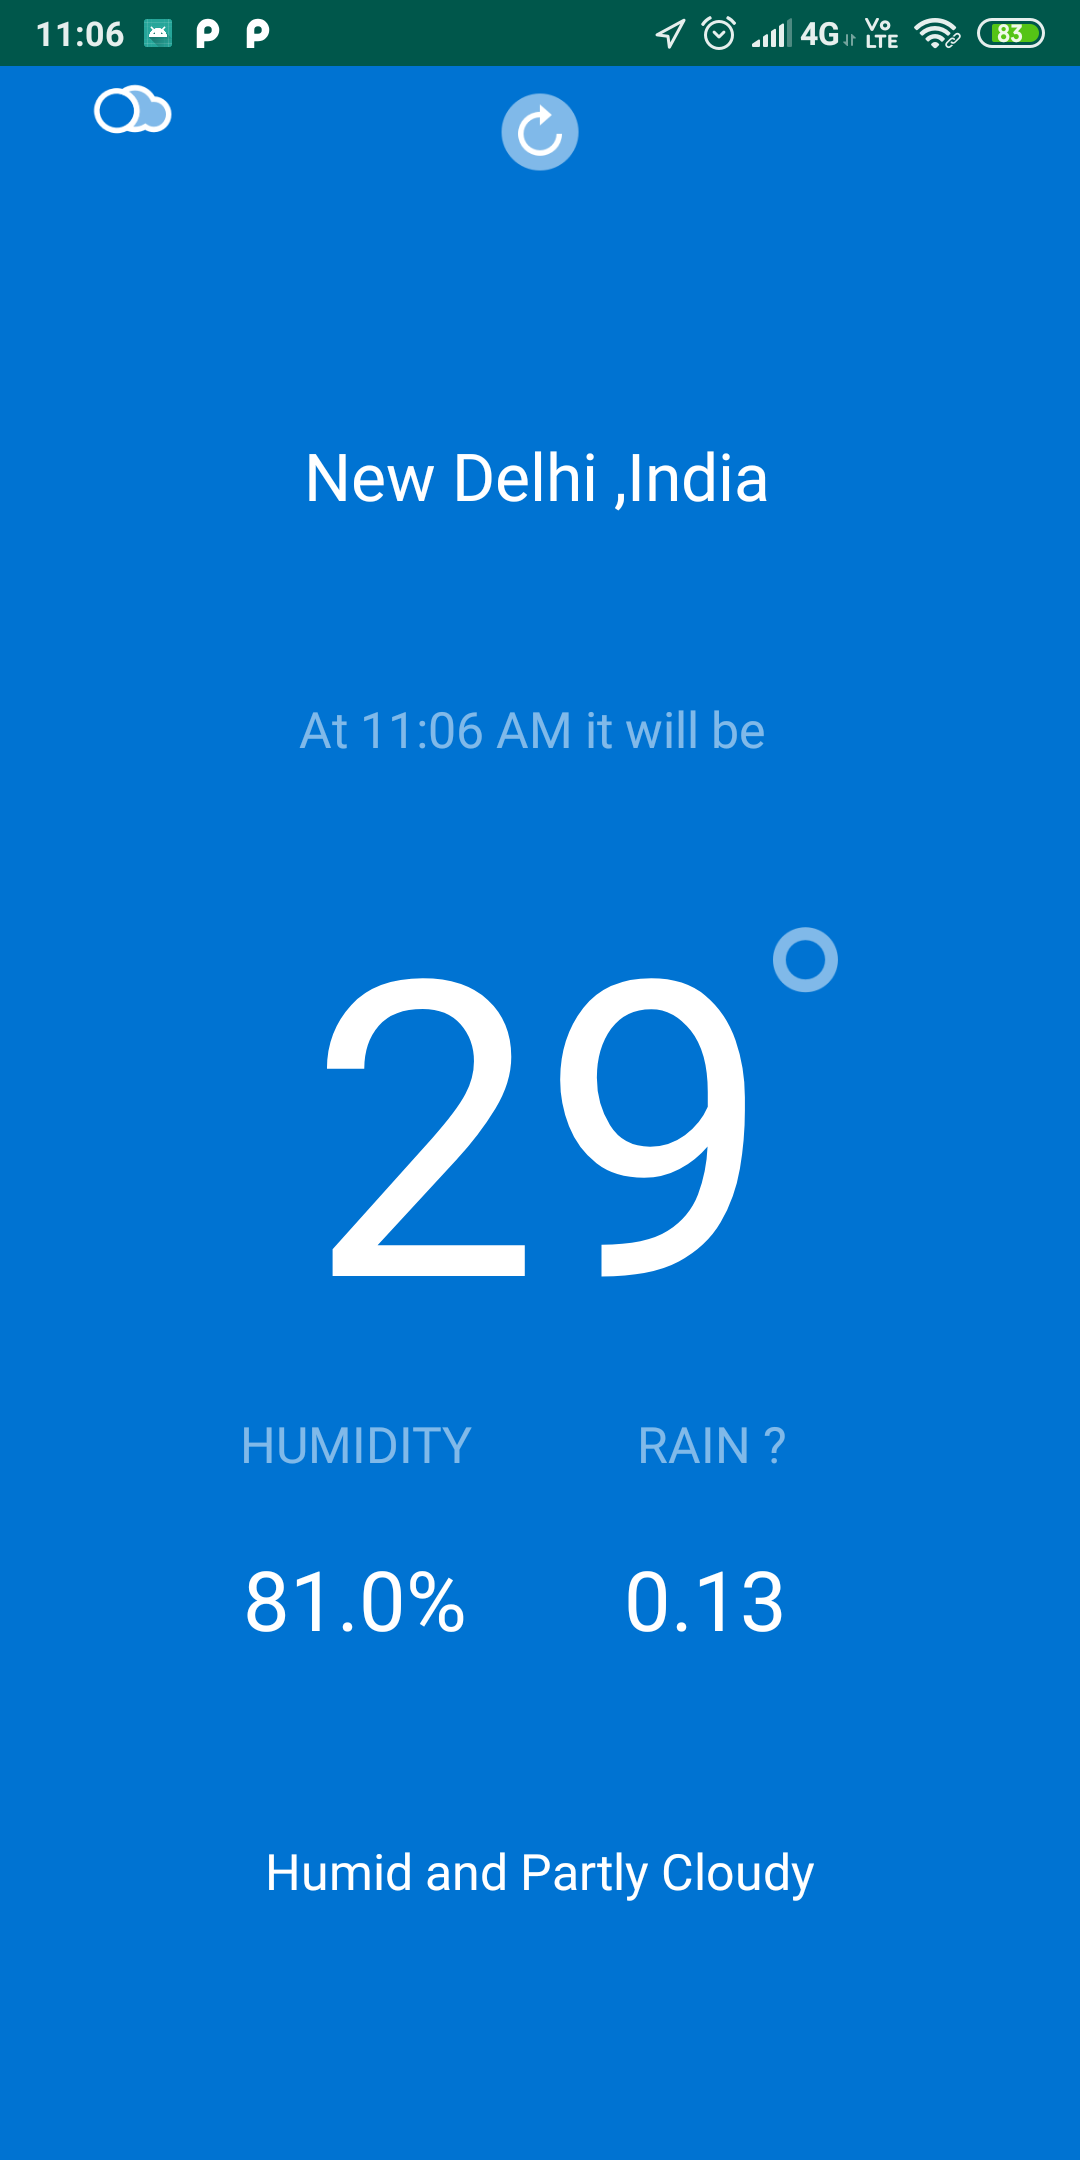 11:06 4G Vo LTE 83
New Delhi ,India
At 11:06 AM it will be
29
HUMIDITY RAIN ?
81.0% 0.13
Humid and Partly Cloudy